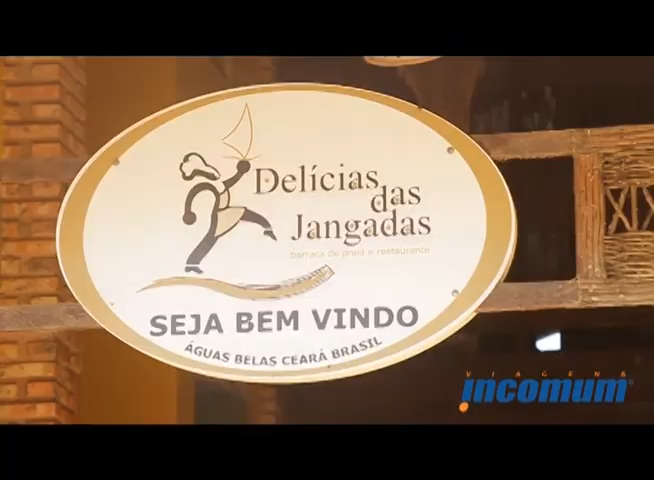 Delícias
das
Jangadas
barraca de praia e restaurante
SEJA BEM VINDO
ÁGUAS BELAS CEARÁ BRASIL
VIAGENS
incomum